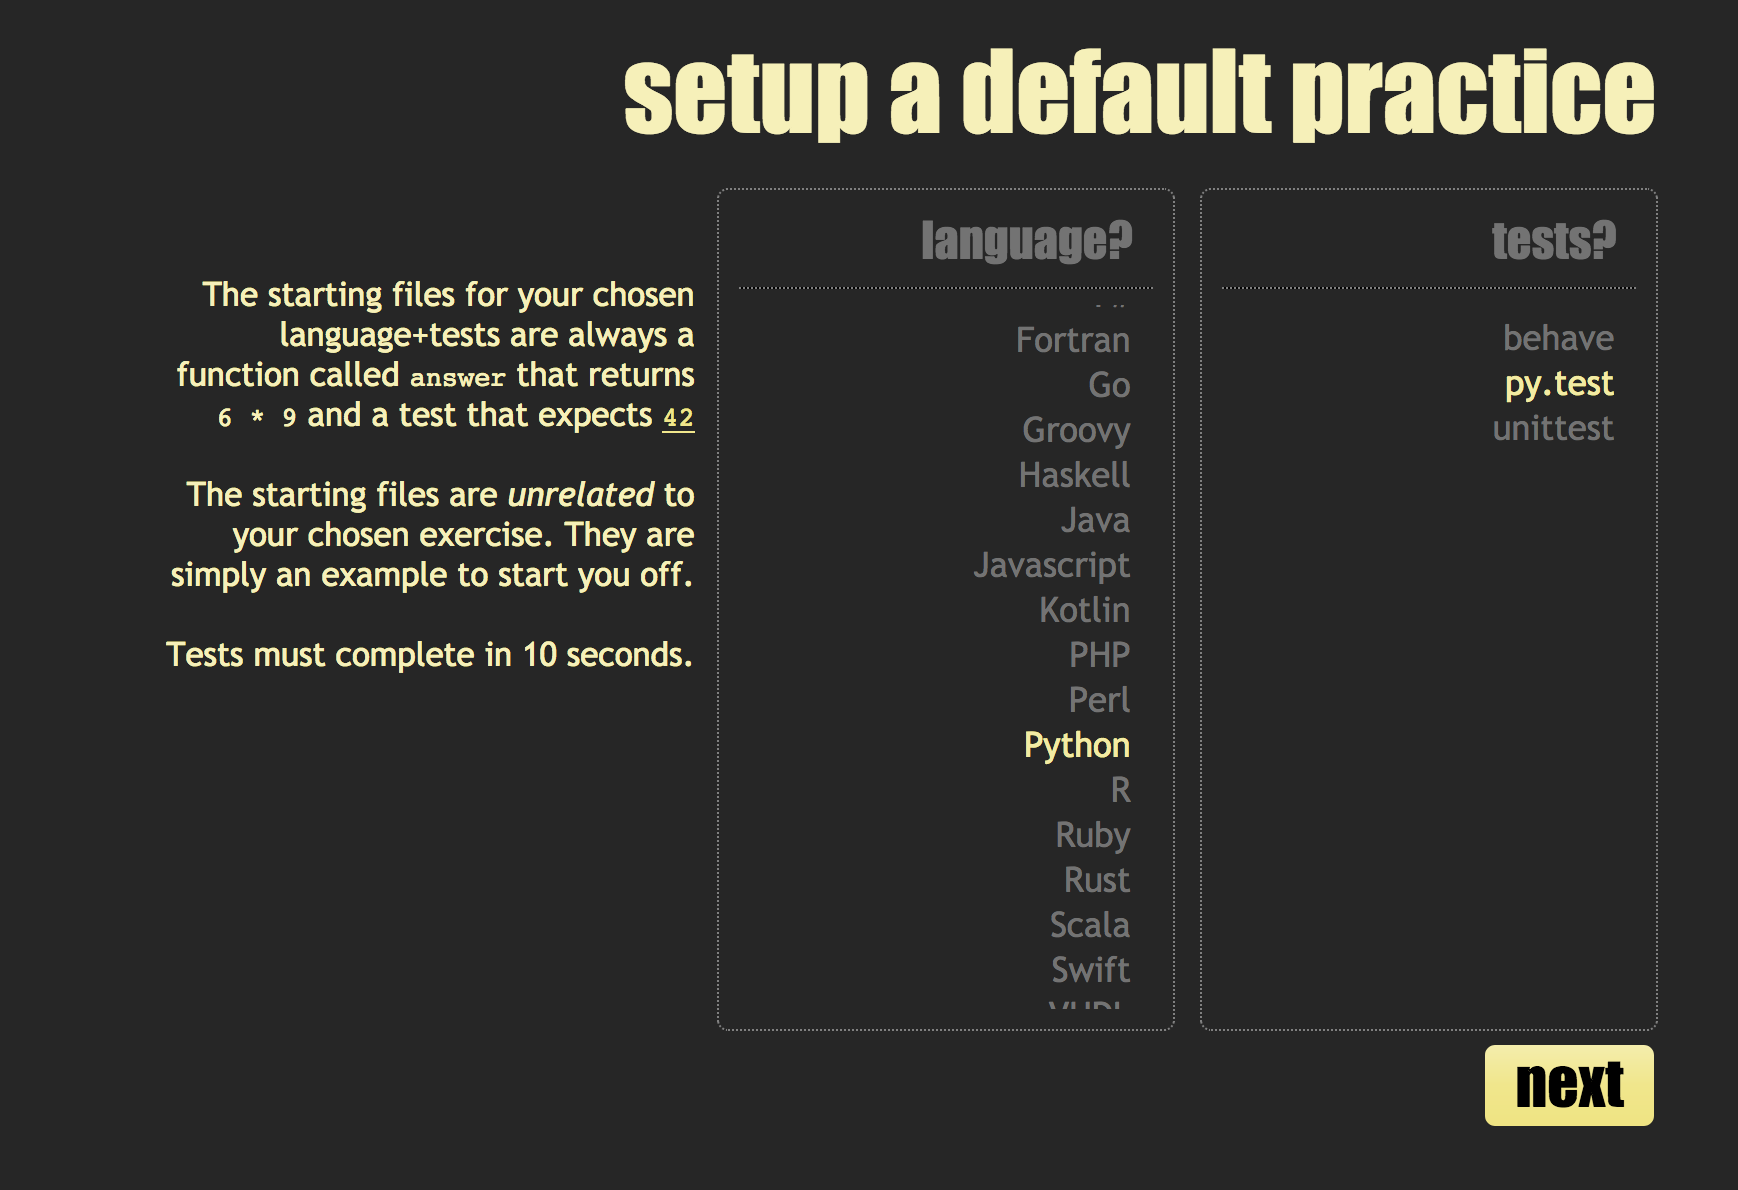 setup a default practice
The starting files for your chosen
language+tests are always a
function called answer that returns
6 * 9 and a test that expects 42
The starting files are unrelated to
your chosen exercise. They are
simply an example to start you off.
Tests must complete in 10 seconds.
language?
Fortran
Go
Groovy
Haskell
Java
Javascript
Kotlin
PHP
Perl
Python
R
Ruby
Rust
Scala
Swift
tests?
behave
py.test
unittest
next